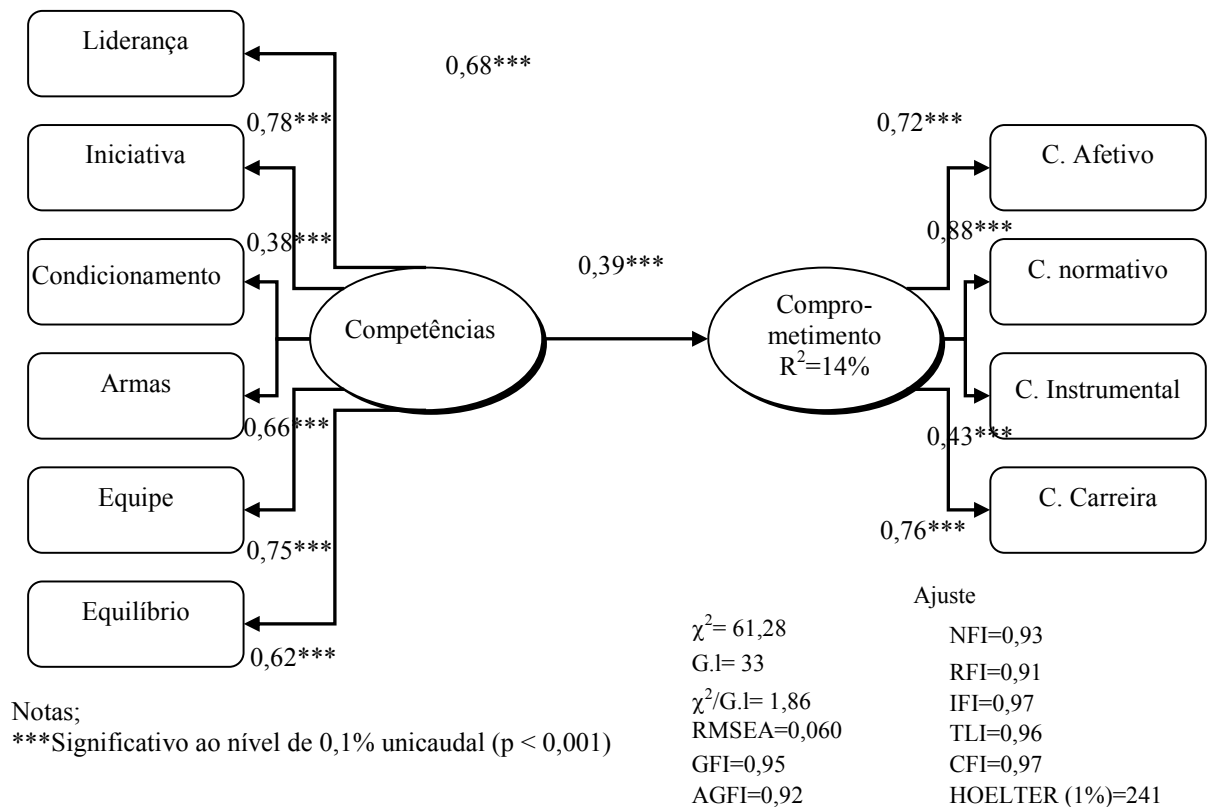 Liderança
0,68***
0,78***
0,72***
Iniciativa
C. Afetivo
0,38***
0,88***
Condicionamento
0,39***
C. normativo
Competências
Compro-
metimento
R²=14%
Armas
C. Instrumental
0,66***
0,43***
Equipe
C. Carreira
0,75***
0,76***
Equilíbrio
0,62***
Ajuste
χ²= 61,28
G.l= 33
χ²/G.l= 1,86
RMSEA=0,060
GFI=0,95
AGFI=0,92
NFI=0,93
RFI=0,91
IFI=0,97
TLI=0,96
CFI=0,97
HOELTER (1%)=241
Notas;
***Significativo ao nível de 0,1% unicaudal (p < 0,001)